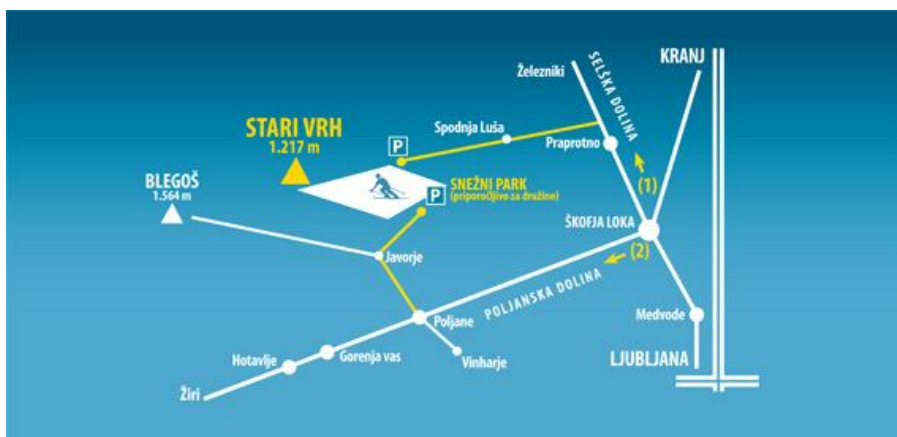 KRANJ
SELŠKA DOLINA
Železniki
Spodnja Luša
STARI VRH
1.217 m
P
Praprotno
BLEGOŠ
1.564 m
P
SNEŽNI PARK
(priporočljivo za družine)
(1)
ŠKOFJA LOKA
(2)
Javorje
POLJANSKA DOLINA
Poljane
Medvode
Hotavlje
Gorenja vas
Vinharje
LJUBLJANA
Žiri